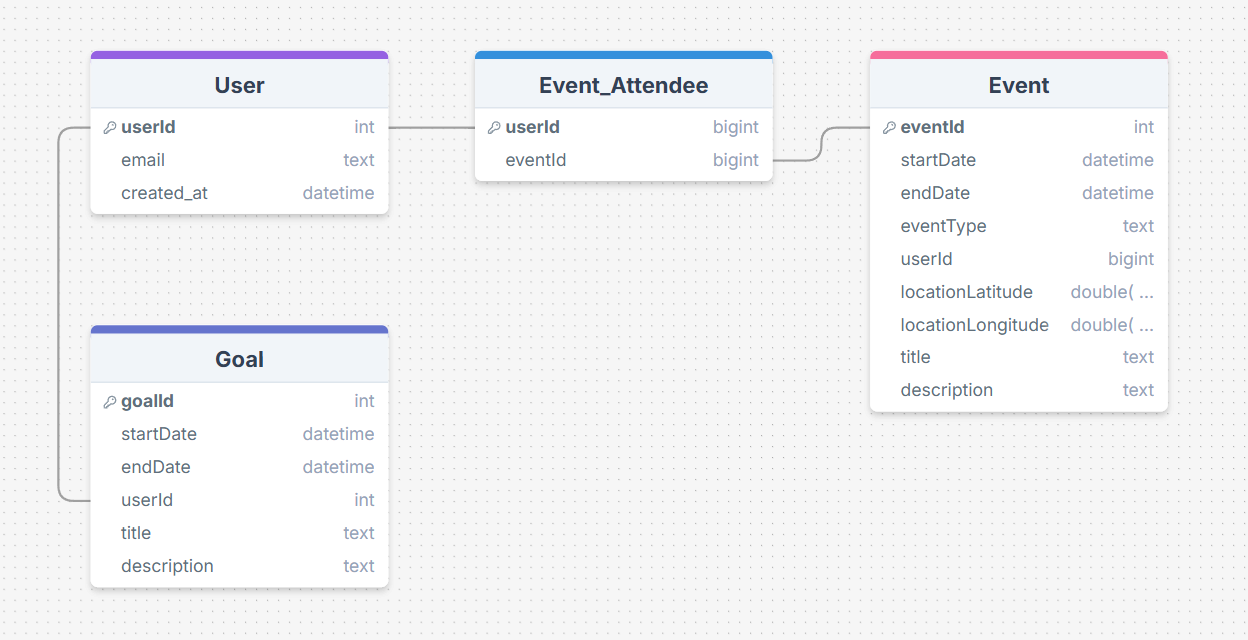 User
userId int
email text
created_at datetime
Event_Attendee
userId bigint
eventId bigint
Event
eventId int
startDate datetime
endDate datetime
eventType text
userId bigint
locationLatitude double( ...
locationLongitude double( ...
title text
description text
Goal
goalId int
startDate datetime
endDate datetime
userId int
title text
description text